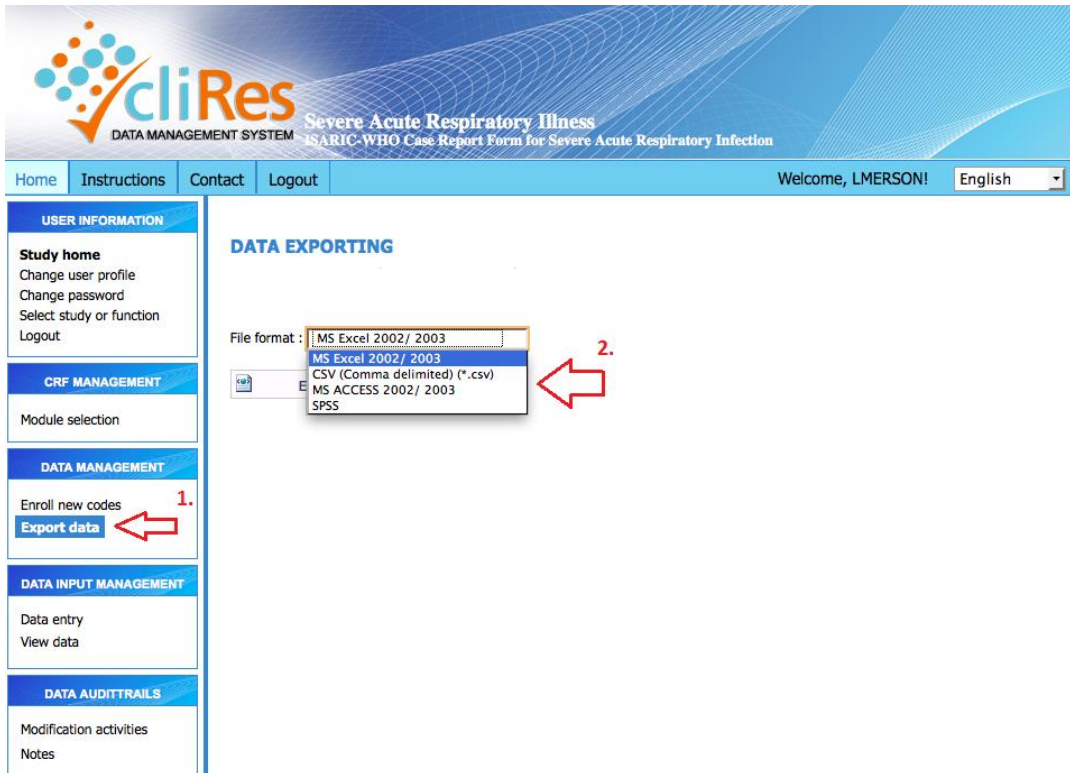 cliRes
DATA MANAGEMENT SYSTEM
Severe Acute Respiratory Illness
ISARIC-WHO Case Report Form for Severe Acute Respiratory Infection
Home Instructions Contact Logout Welcome, LMERSON! English
USER INFORMATION
Study home
Change user profile
Change password
Select study or function
Logout
CRF MANAGEMENT
Module selection
DATA MANAGEMENT
Enroll new codes
1.
Export data
DATA INPUT MANAGEMENT
Data entry
View data
DATA AUDITTRAILS
Modification activities
Notes
DATA EXPORTING
File format : MS Excel 2002/ 2003
MS Excel 2002/ 2003
CSV (Comma delimited) (*.csv)
MS ACCESS 2002/ 2003
SPSS
2.